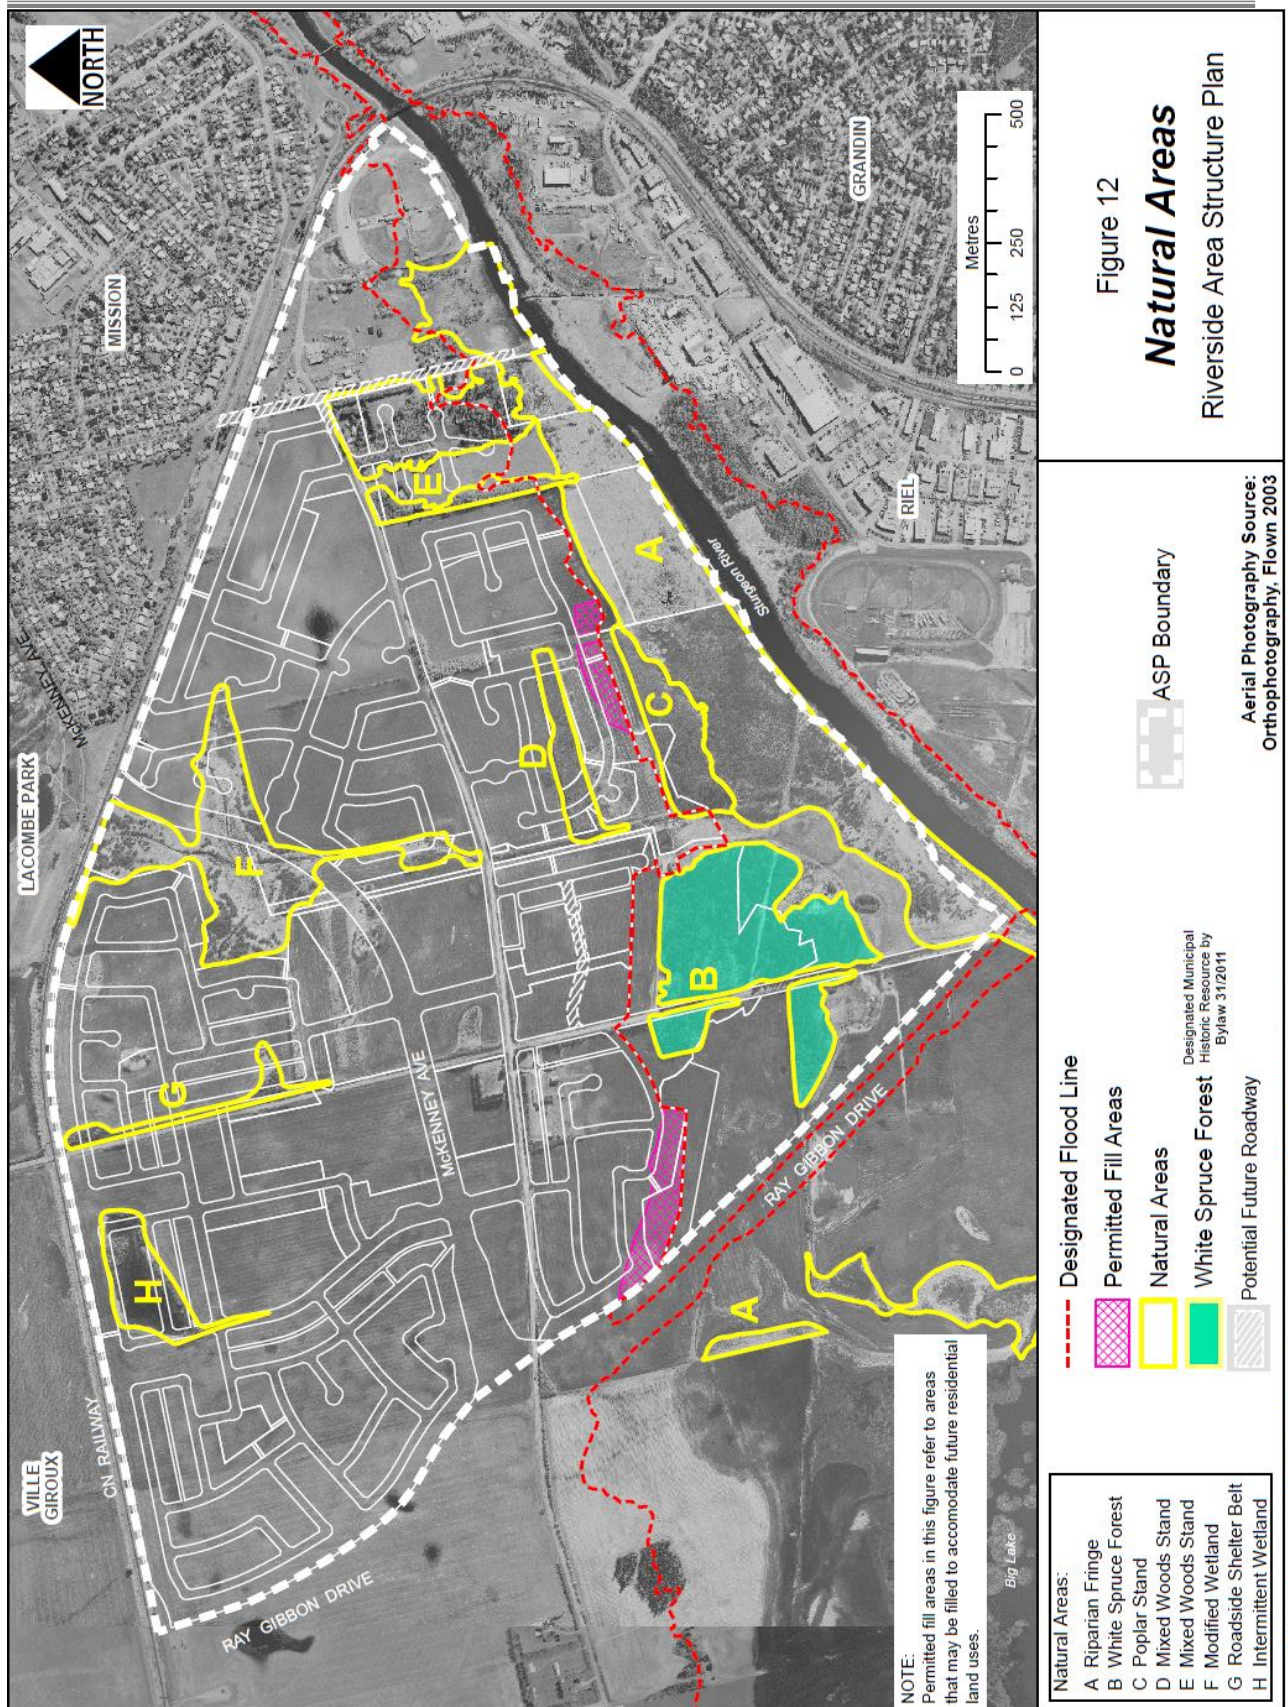 NORTH
VILLE
GIROUX
LACOMBE PARK
MISSION
CN RAILWAY
McKENNEY AVE
H
G
F
E
McKENNEY AVE
D
RAY GIBBON DRIVE
B
C
A
Sturgeon River
GRANDIN
RIEL
RAY GIBBON DRIVE
A
Big Lake
Metres
0 125 250 500
NOTE:
Permitted fill areas in this figure refer to areas
that may be filled to accomodate future residential
land uses.
Natural Areas:
A Riparian Fringe
B White Spruce Forest
C Poplar Stand
D Mixed Woods Stand
E Mixed Woods Stand
F Modified Wetland
G Roadside Shelter Belt
H Intermittent Wetland
Designated Flood Line
Permitted Fill Areas
Natural Areas
White Spruce Forest
Designated Municipal
Historic Resource by
Bylaw 31/2011
Potential Future Roadway
ASP Boundary
Aerial Photography Source:
Orthophotography, Flown 2003
Figure 12
Natural Areas
Riverside Area Structure Plan